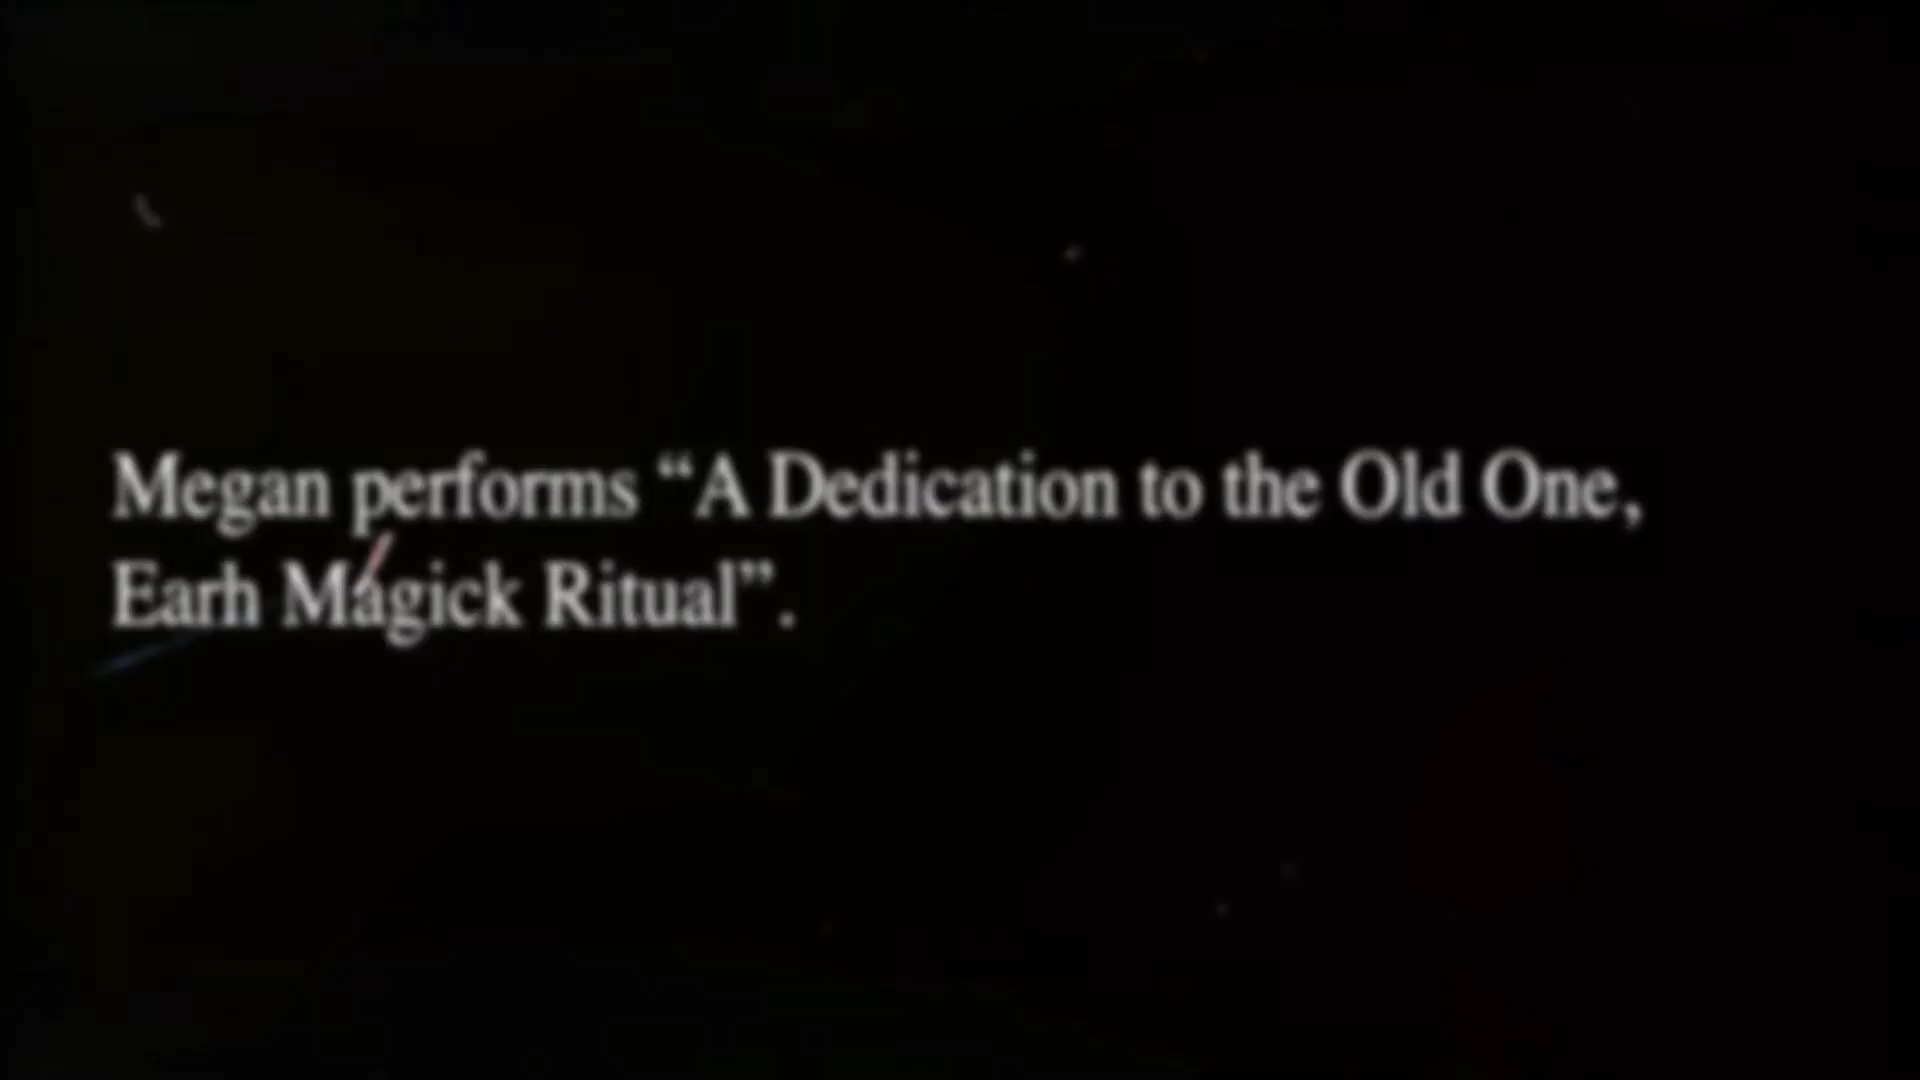 Megan performs “A Dedication to the Old One,
Earh Magick Ritual”.